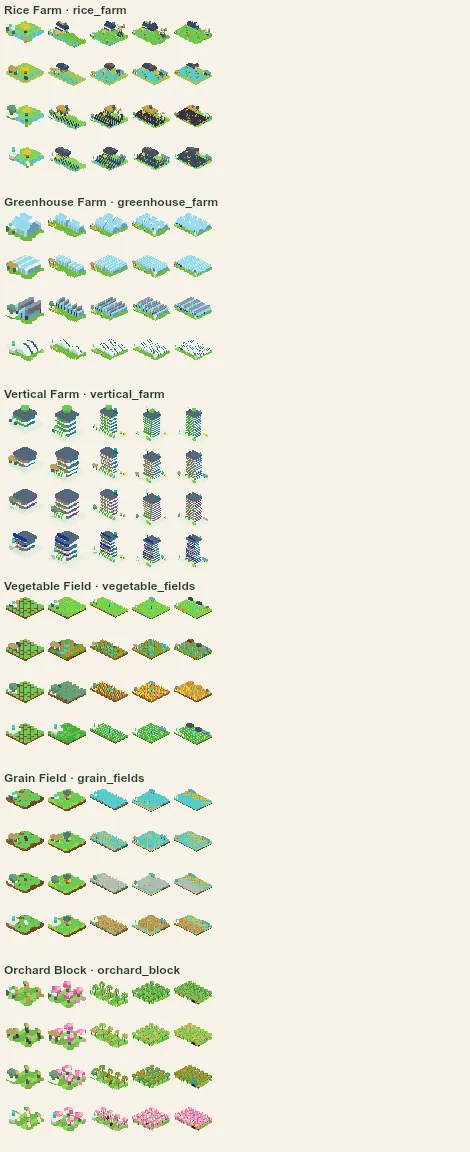 Rice Farm · rice_farm
Greenhouse Farm · greenhouse_farm
Vertical Farm · vertical_farm
Vegetable Field · vegetable_fields
Grain Field · grain_fields
Orchard Block · orchard_block